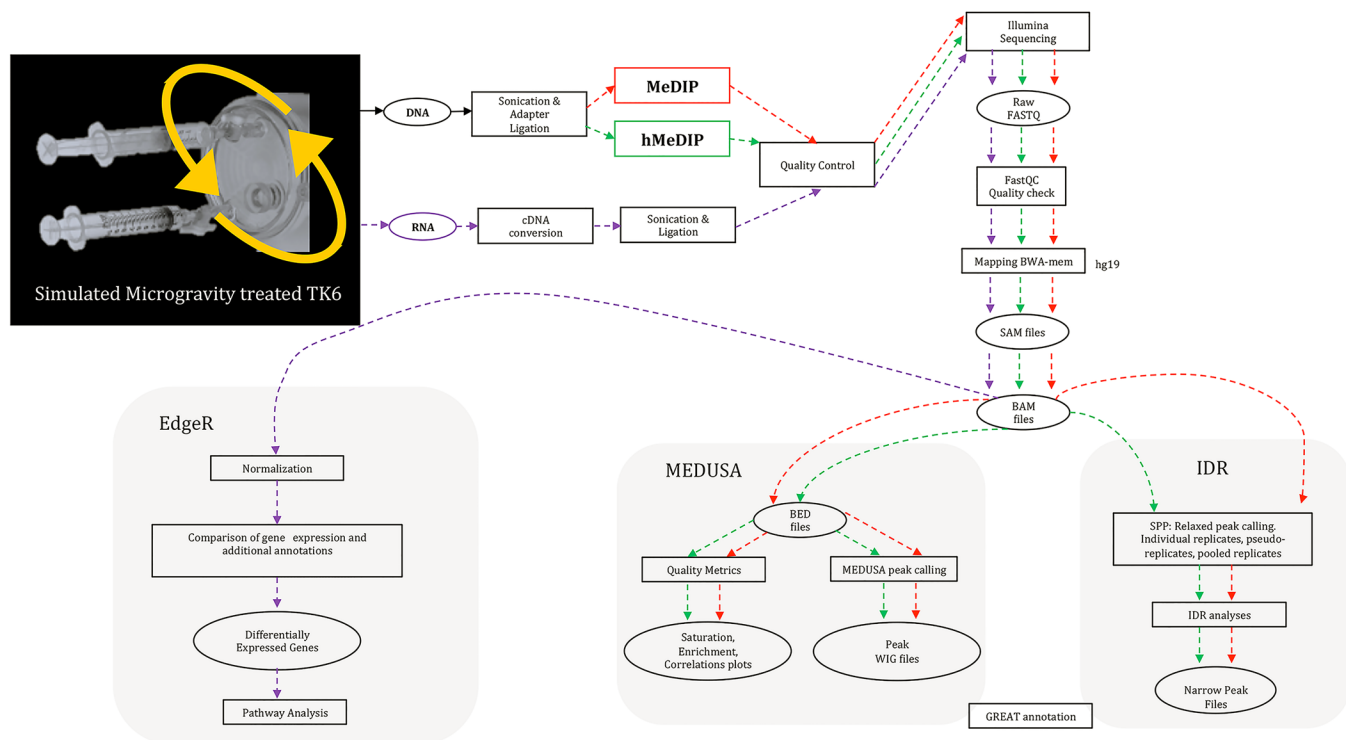 Illumina
Sequencing
MeDIP
DNA
Sonication &
Adapter
Ligation
Raw
FASTQ
hMeDIP
Quality Control
FastQC
Quality check
RNA
cDNA
conversion
Sonication &
Ligation
Mapping BWA-mem
hg19
Simulated Microgravity treated TK6
SAM files
BAM
files
EdgeR
Normalization
Comparison of gene expression and
additional annotations
Differentially
Expressed Genes
Pathway Analysis
MEDUSA
BED
files
Quality Metrics
MEDUSA peak calling
Saturation,
Enrichment,
Correlations plots
Peak
WIG files
IDR
SPP: Relaxed peak calling.
Individual replicates, pseudo-
replicates, pooled replicates
IDR analyses
Narrow Peak
Files
GREAT annotation